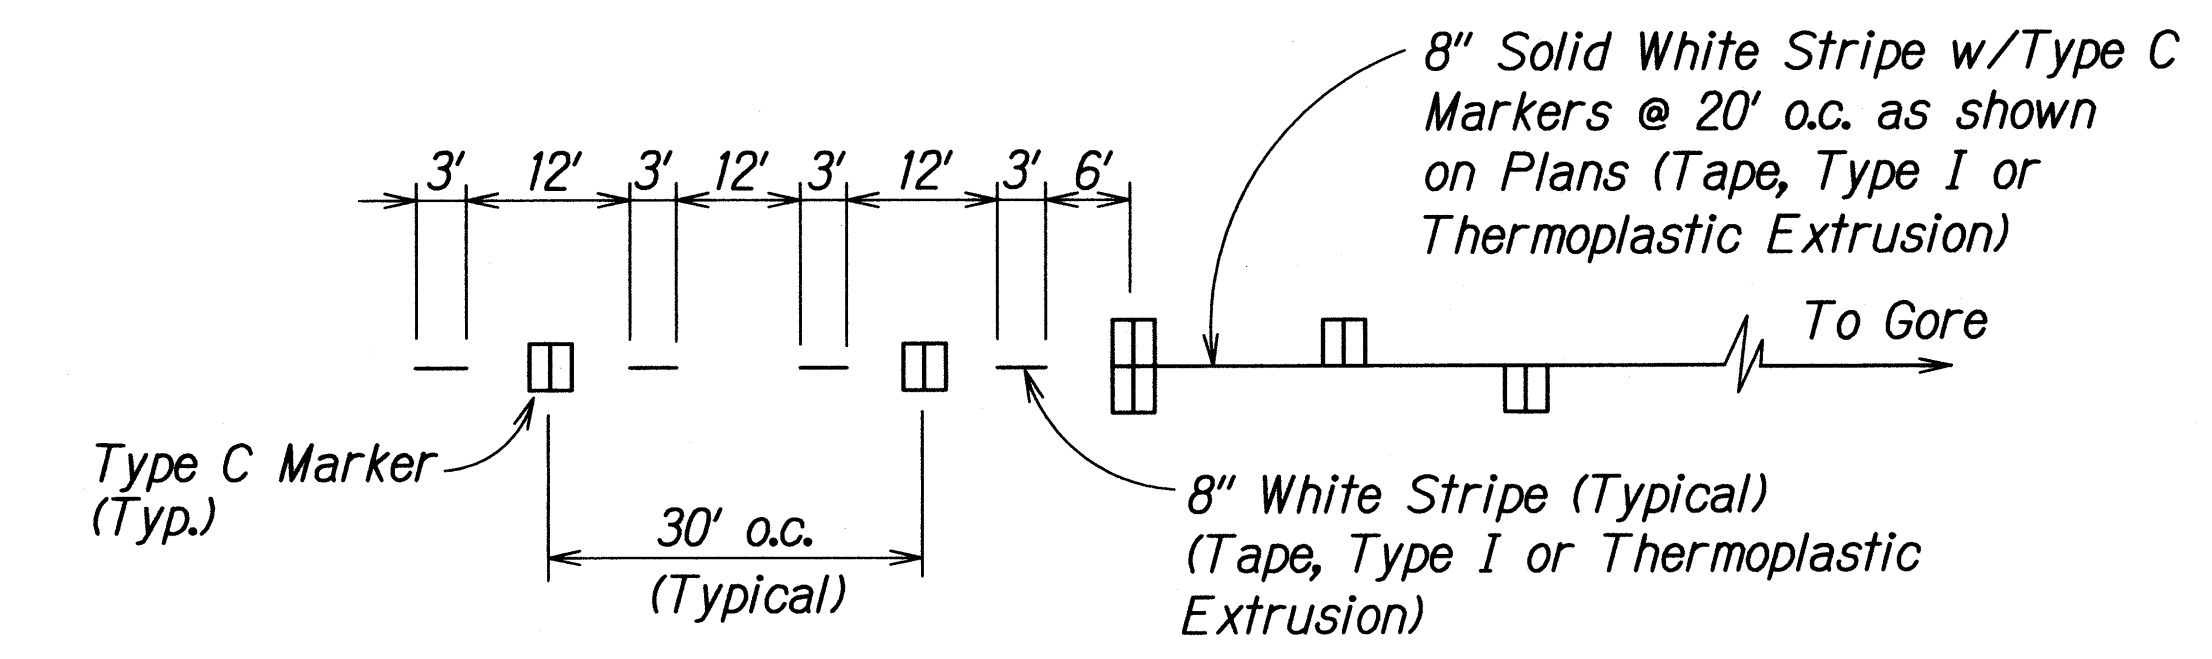 8" Solid White Stripe w/Type C
Markers @ 20' o.c. as shown
on Plans (Tape, Type I or
Thermoplastic Extrusion)
3' 12' 3' 12' 3' 12' 3' 6'
To Gore
Type C Marker
(Typ.)
30' o.c.
(Typical)
8" White Stripe (Typical)
(Tape, Type I or Thermoplastic
Extrusion)